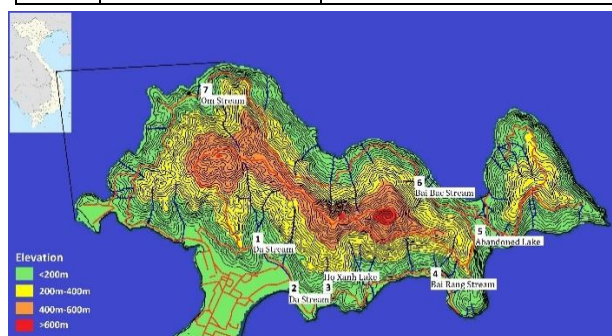 7
Om Stream
6
Bai Bac Stream
1
Da Stream
5
Abandoned Lake
Ho Xanh Lake
4
Bai Rang Stream
2
3
Da Stream
Elevation
<200m
200m-400m
400m-600m
>600m